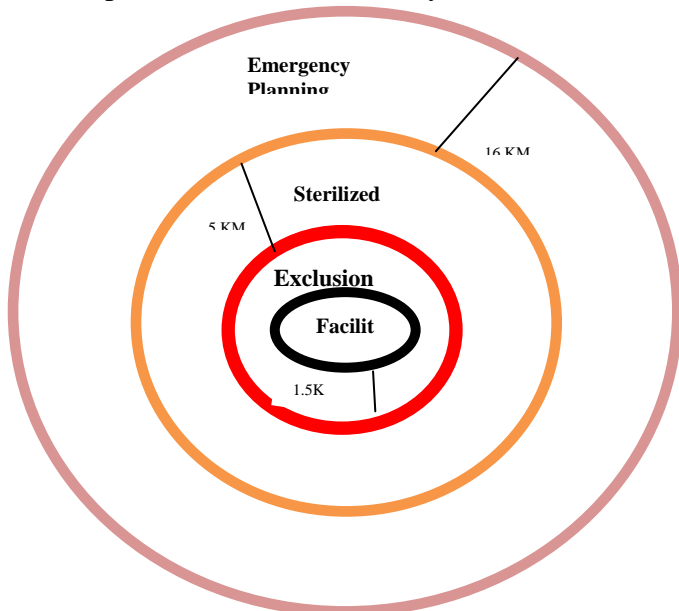 Emergency
Planning
16 KM
Sterilized
5 KM
Exclusion
Facilit
1.5K